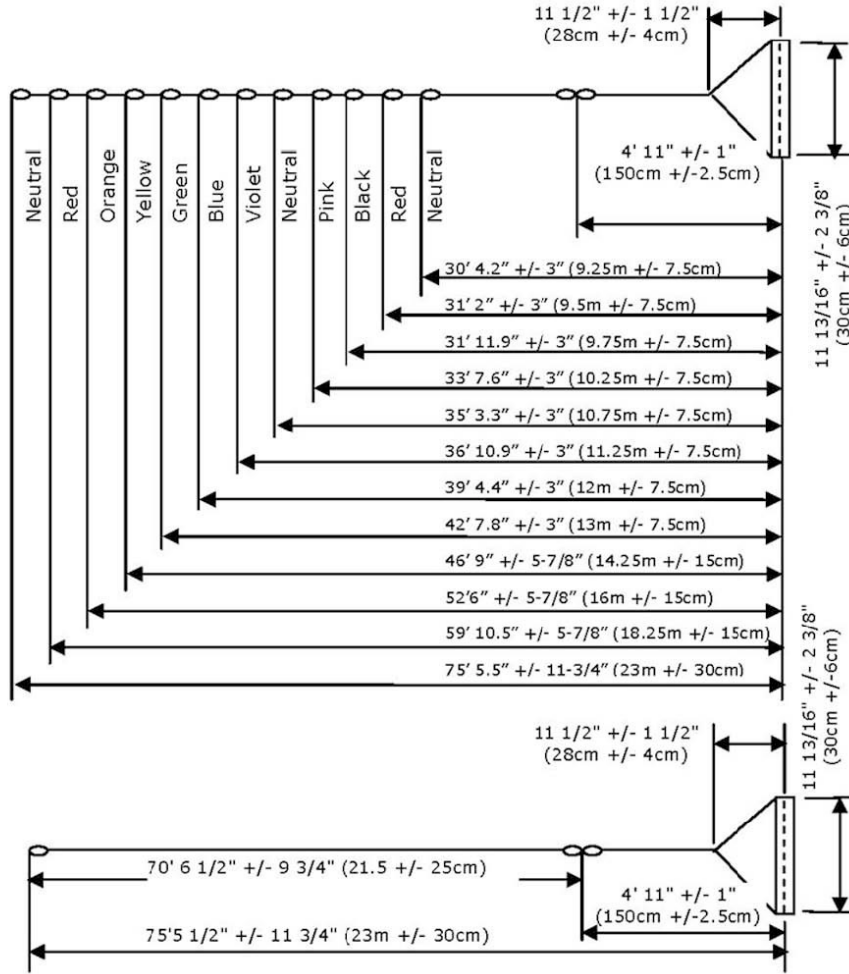 11 1/2" +/- 1 1/2"
(28cm +/- 4cm)
4' 11" +/- 1"
(150cm +/-2.5cm)
11 13/16" +/- 2 3/8"
(30cm +/- 6cm)
Neutral
Red
Orange
Yellow
Green
Blue
Violet
Neutral
Pink
Black
Red
Neutral
30' 4.2" +/- 3" (9.25m +/- 7.5cm)
31' 2" +/- 3" (9.5m +/- 7.5cm)
31' 11.9" +/- 3" (9.75m +/- 7.5cm)
33' 7.6" +/- 3" (10.25m +/- 7.5cm)
35' 3.3" +/- 3" (10.75m +/- 7.5cm)
36' 10.9" +/- 3" (11.25m +/- 7.5cm)
39' 4.4" +/- 3" (12m +/- 7.5cm)
42' 7.8" +/- 3" (13m +/- 7.5cm)
46' 9" +/- 5-7/8" (14.25m +/- 15cm)
52'6" +/- 5-7/8" (16m +/- 15cm)
59' 10.5" +/- 5-7/8" (18.25m +/- 15cm)
75' 5.5" +/- 11-3/4" (23m +/- 30cm)
11 1/2" +/- 1 1/2"
(28cm +/- 4cm)
11 13/16" +/- 2 3/8"
(30cm +/-6cm)
70' 6 1/2" +/- 9 3/4" (21.5 +/- 25cm)
4' 11" +/- 1"
(150cm +/-2.5cm)
75'5 1/2" +/- 11 3/4" (23m +/- 30cm)